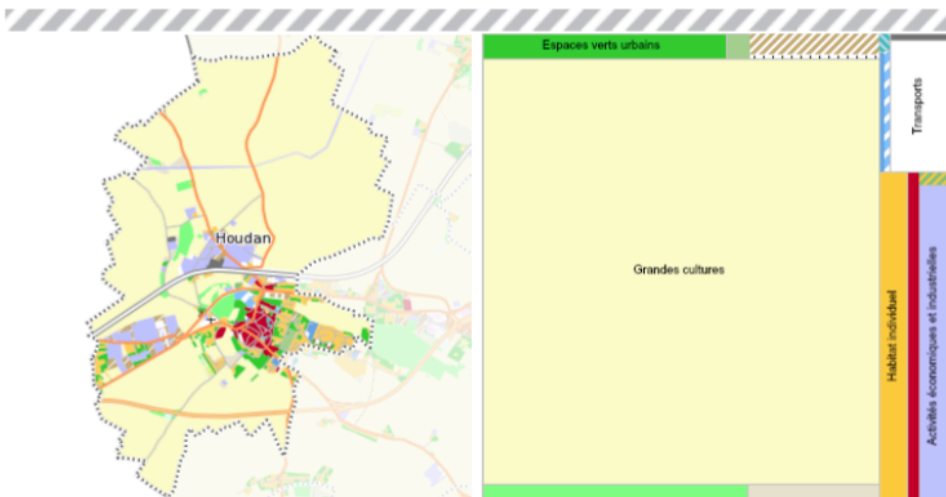 Houdan
Espaces verts urbains
Transports
Grandes cultures
Habitat individuel
Activités économiques et industrielles